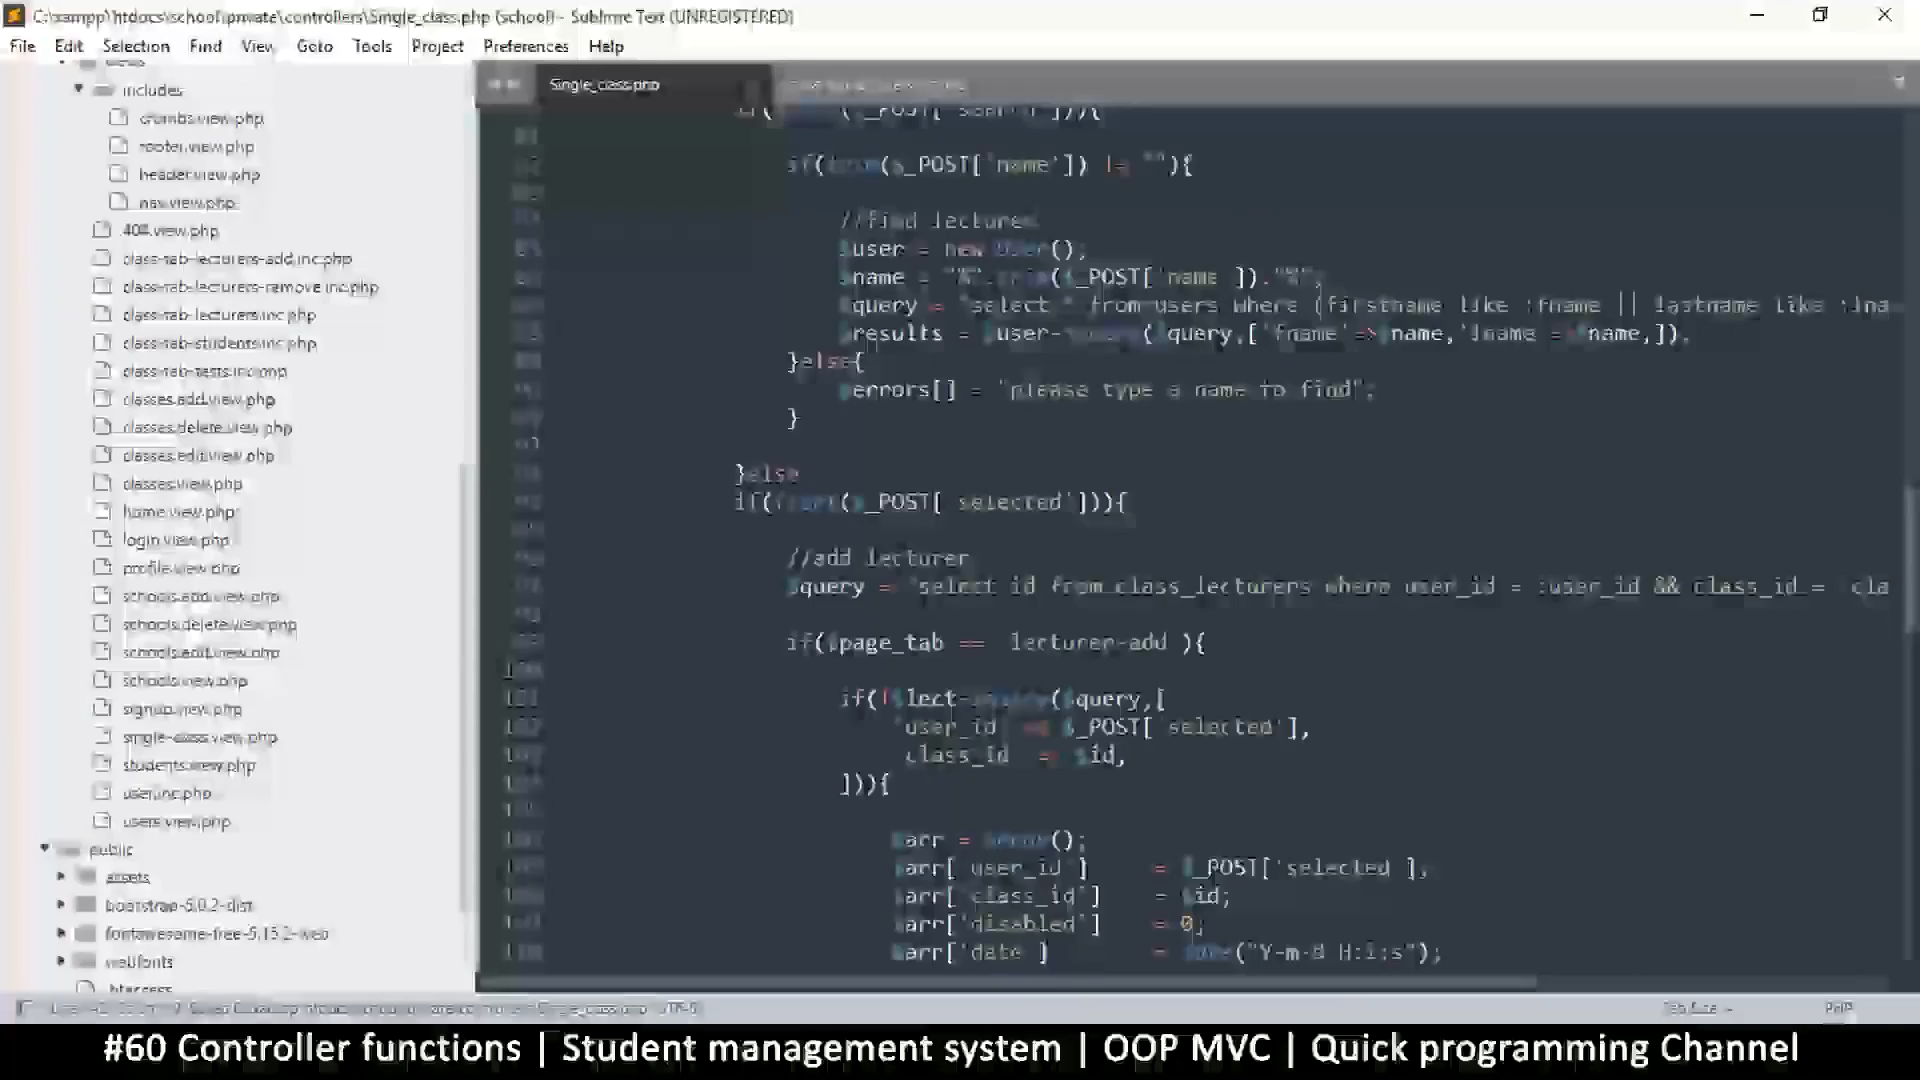 C:\xampp\htdocs\school\private\controllers\Single_class.php (school) - Sublime Text (UNREGISTERED)
File Edit Selection Find View Goto Tools Project Preferences Help
includes
crumbs.view.php
footer.view.php
header.view.php
nav.view.php
404.view.php
class-tab-lecturers-add.inc.php
class-tab-lecturers-remove.inc.php
class-tab-lecturers.inc.php
class-tab-students.inc.php
class-tab-tests.inc.php
classes.add.view.php
classes.delete.view.php
classes.edit.view.php
classes.view.php
home.view.php
login.view.php
profile.view.php
schools.add.view.php
schools.delete.view.php
schools.edit.view.php
schools.view.php
signup.view.php
single-class.view.php
students.view.php
user.inc.php
users.view.php
public
assets
bootstrap-5.0.2-dist
fontawesome-free-5.15.2-web
webfonts
.htaccess
Single_class.php
if(trim($_POST['name']) != ""){
//find lecturer
$user = new User();
$name = "%".trim($_POST['name'])."%";
$query = "select * from users where (firstname like :fname || lastname like :lna
$results = $user->query($query,['fname'=>$name,'lname'=>$name,]);
}else{
$errors[] = "please type a name to find";
}
}else
if(isset($_POST['selected'])){
//add lecturer
$query = "select id from class_lecturers where user_id = :user_id && class_id = :cla
if($page_tab == 'lecturer-add'){
if(!$lect->query($query,[
'user_id' => $_POST['selected'],
'class_id' => $id,
])){
$arr = array();
$arr['user_id'] = $_POST['selected'];
$arr['class_id'] = $id;
$arr['disabled'] = 0;
$arr['date'] = date("Y-m-d H:i:s");
PHP
#60 Controller functions | Student management system | OOP MVC | Quick programming Channel